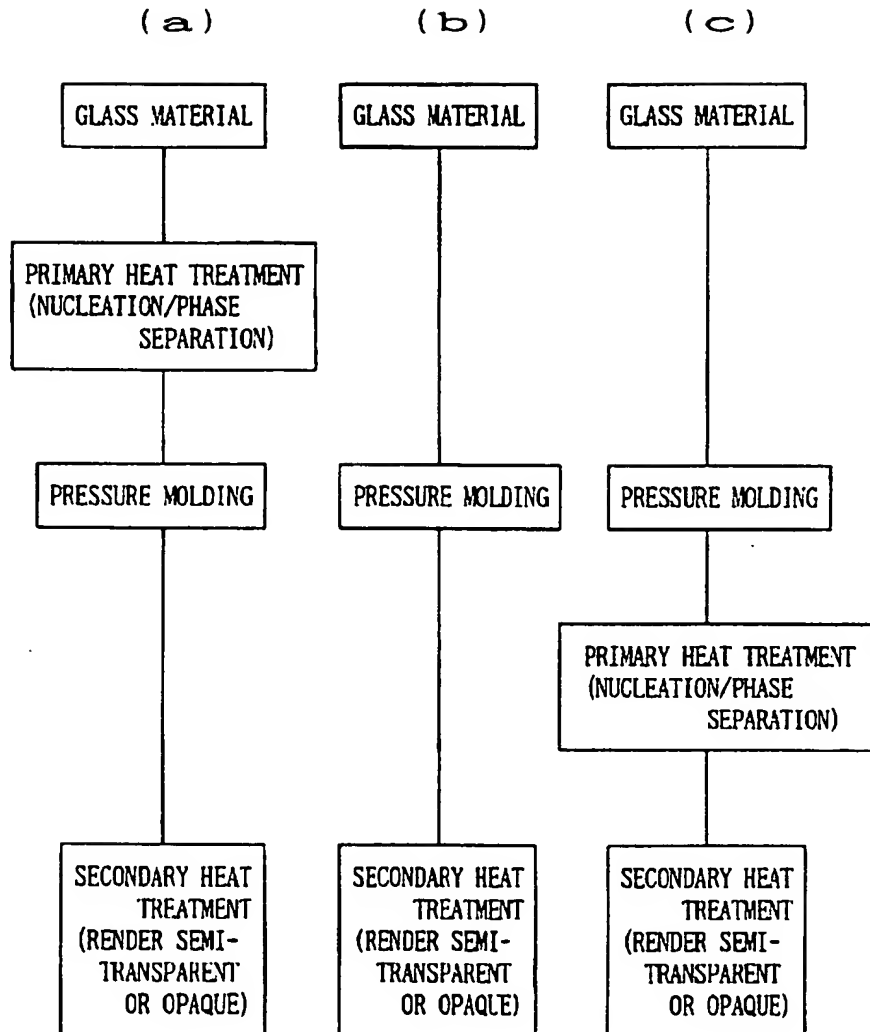 (a)
GLASS MATERIAL
PRIMARY HEAT TREATMENT
(NUCLEATION/PHASE
SEPARATION)
PRESSURE MOLDING
SECONDARY HEAT
TREATMENT
(RENDER SEMI-
TRANSPARENT
OR OPAQUE)
(b)
GLASS MATERIAL
PRESSURE MOLDING
SECONDARY HEAT
TREATMENT
(RENDER SEMI-
TRANSPARENT
OR OPAQUE)
(c)
GLASS MATERIAL
PRESSURE MOLDING
PRIMARY HEAT TREATMENT
(NUCLEATION/PHASE
SEPARATION)
SECONDARY HEAT
TREATMENT
(RENDER SEMI-
TRANSPARENT
OR OPAQUE)